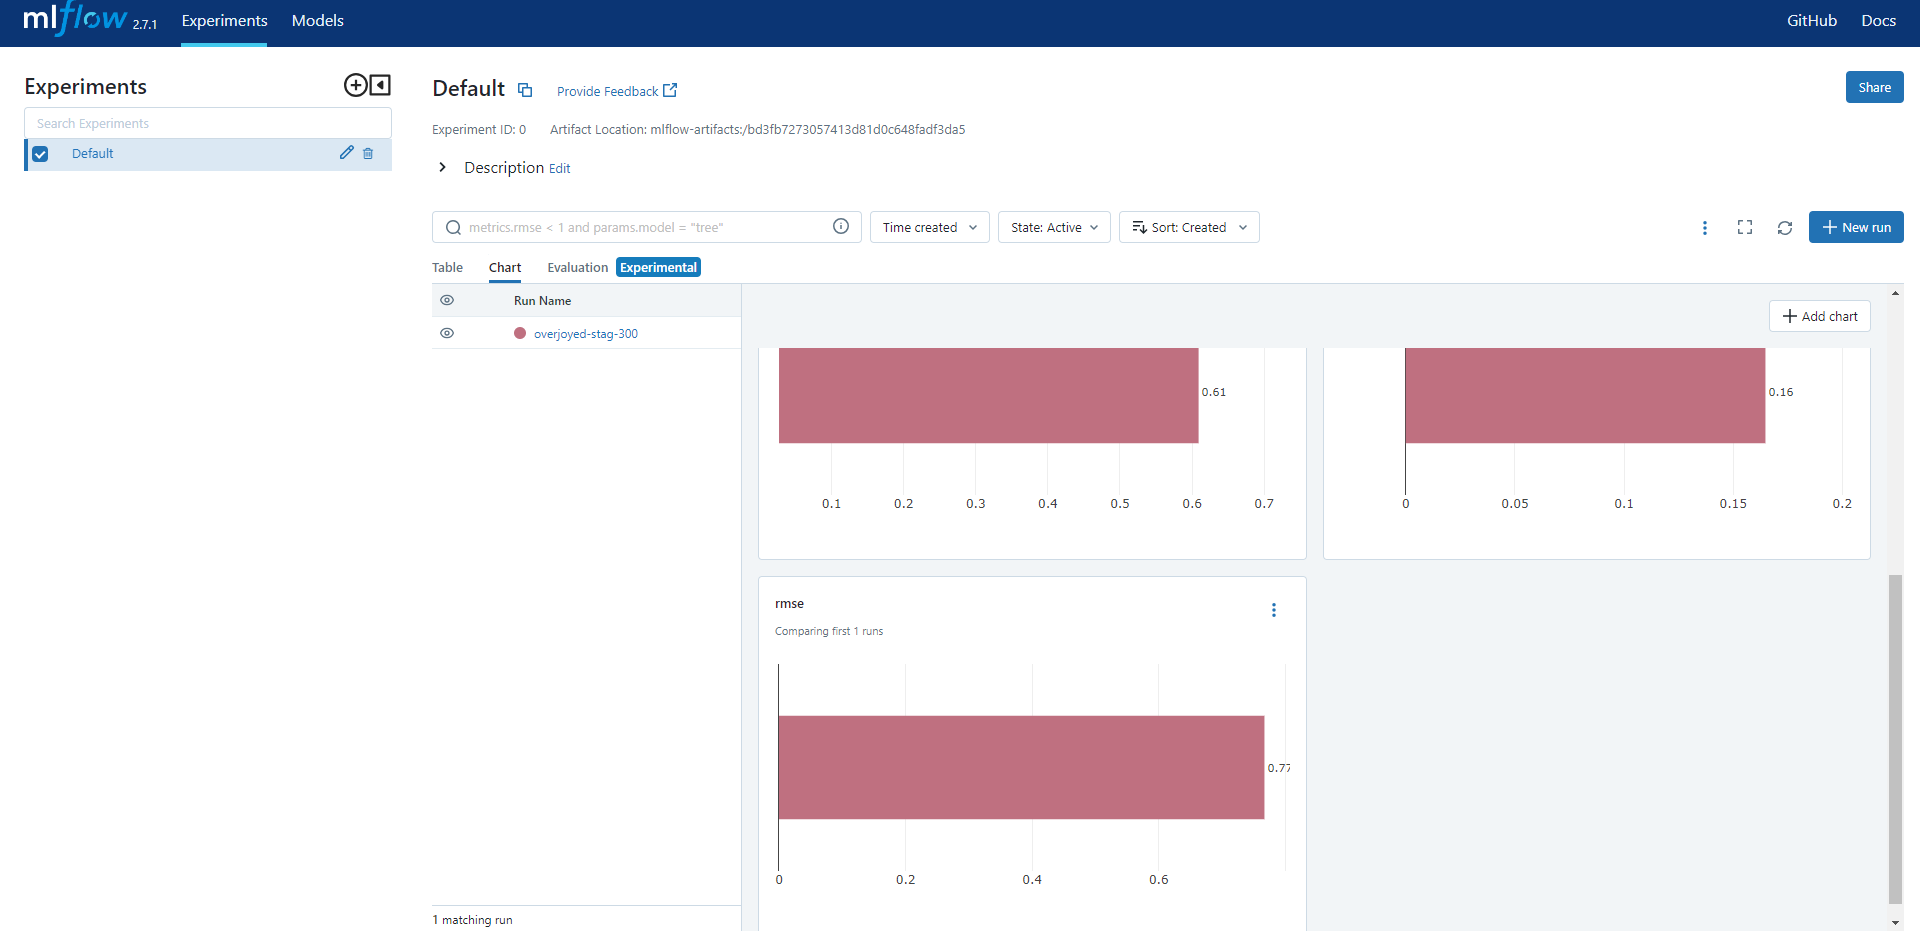 mlflow 2.7.1 Experiments Models GitHub Docs
Experiments
Search Experiments
Default
Default Provide Feedback Share
Experiment ID: 0 Artifact Location: mlflow-artifacts:/bd3fb7273057413d81d0c648fadf3da5
Description Edit
metrics.rmse < 1 and params.model = "tree" Time created State: Active Sort: Created New run
Table Chart Evaluation Experimental
Run Name
overjoyed-stag-300
1 matching run
Add chart
0.61
0.1 0.2 0.3 0.4 0.5 0.6 0.7
0.16
0 0.05 0.1 0.15 0.2
rmse
Comparing first 1 runs
0.77
0 0.2 0.4 0.6